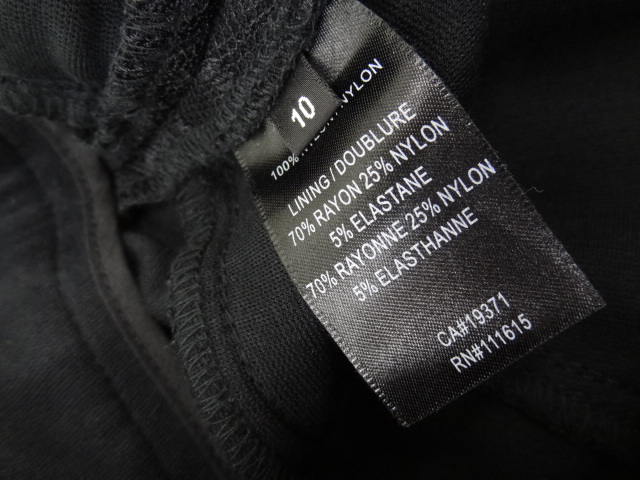 10
100% NYLON
LINING / DOUBLURE
70% RAYON 25% NYLON
5% ELASTANE
70% RAYONNE 25% NYLON
5% ELASTHANNE
CA#19371
RN#111615